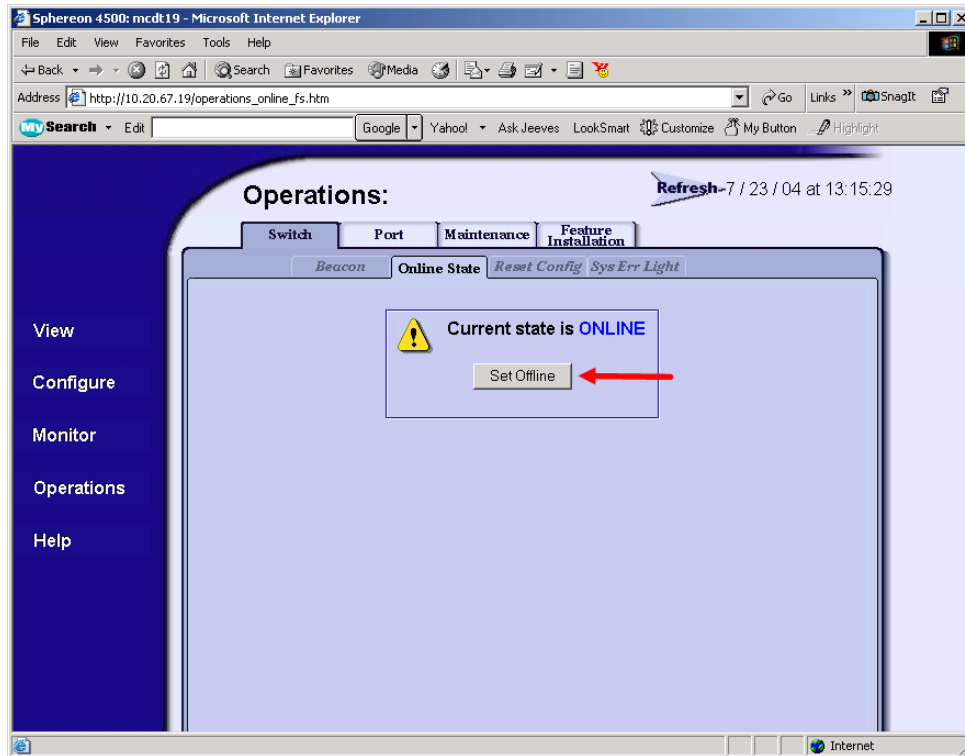 Sphereon 4500: mcdt19 - Microsoft Internet Explorer
File Edit View Favorites Tools Help
Back Search Favorites Media
Address http://10.20.67.19/operations_online_fs.htm Go Links » SnagIt
My Search Edit Google Yahoo! Ask Jeeves LookSmart Customize My Button Highlight
Operations:
Refresh-7 / 23 / 04 at 13:15:29
Switch Port Maintenance Feature Installation
Beacon Online State Reset Config Sys Err Light
Current state is ONLINE
Set Offline
View
Configure
Monitor
Operations
Help
Internet